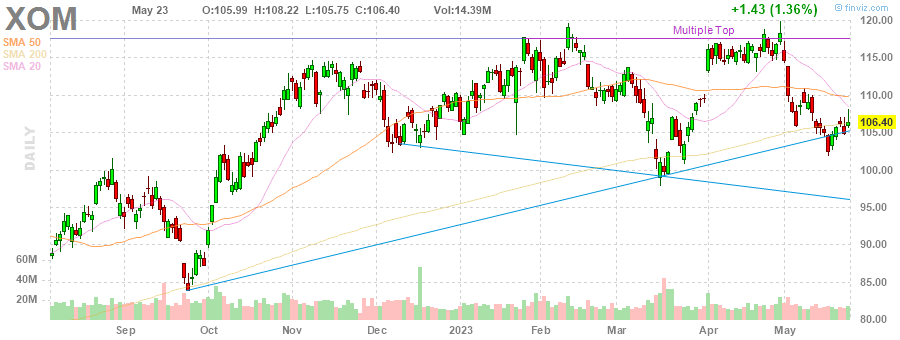 XOM May 23 O:105.99 H:108.22 L:105.75 C:106.40 Vol:14.39M +1.43 (1.36%) finviz.com
SMA 50
SMA 200
SMA 20
Multiple Top
DAILY
120.00
115.00
110.00
106.40
105.00
100.00
95.00
90.00
85.00
80.00
60M
40M
20M
Sep Oct Nov Dec 2023 Feb Mar Apr May